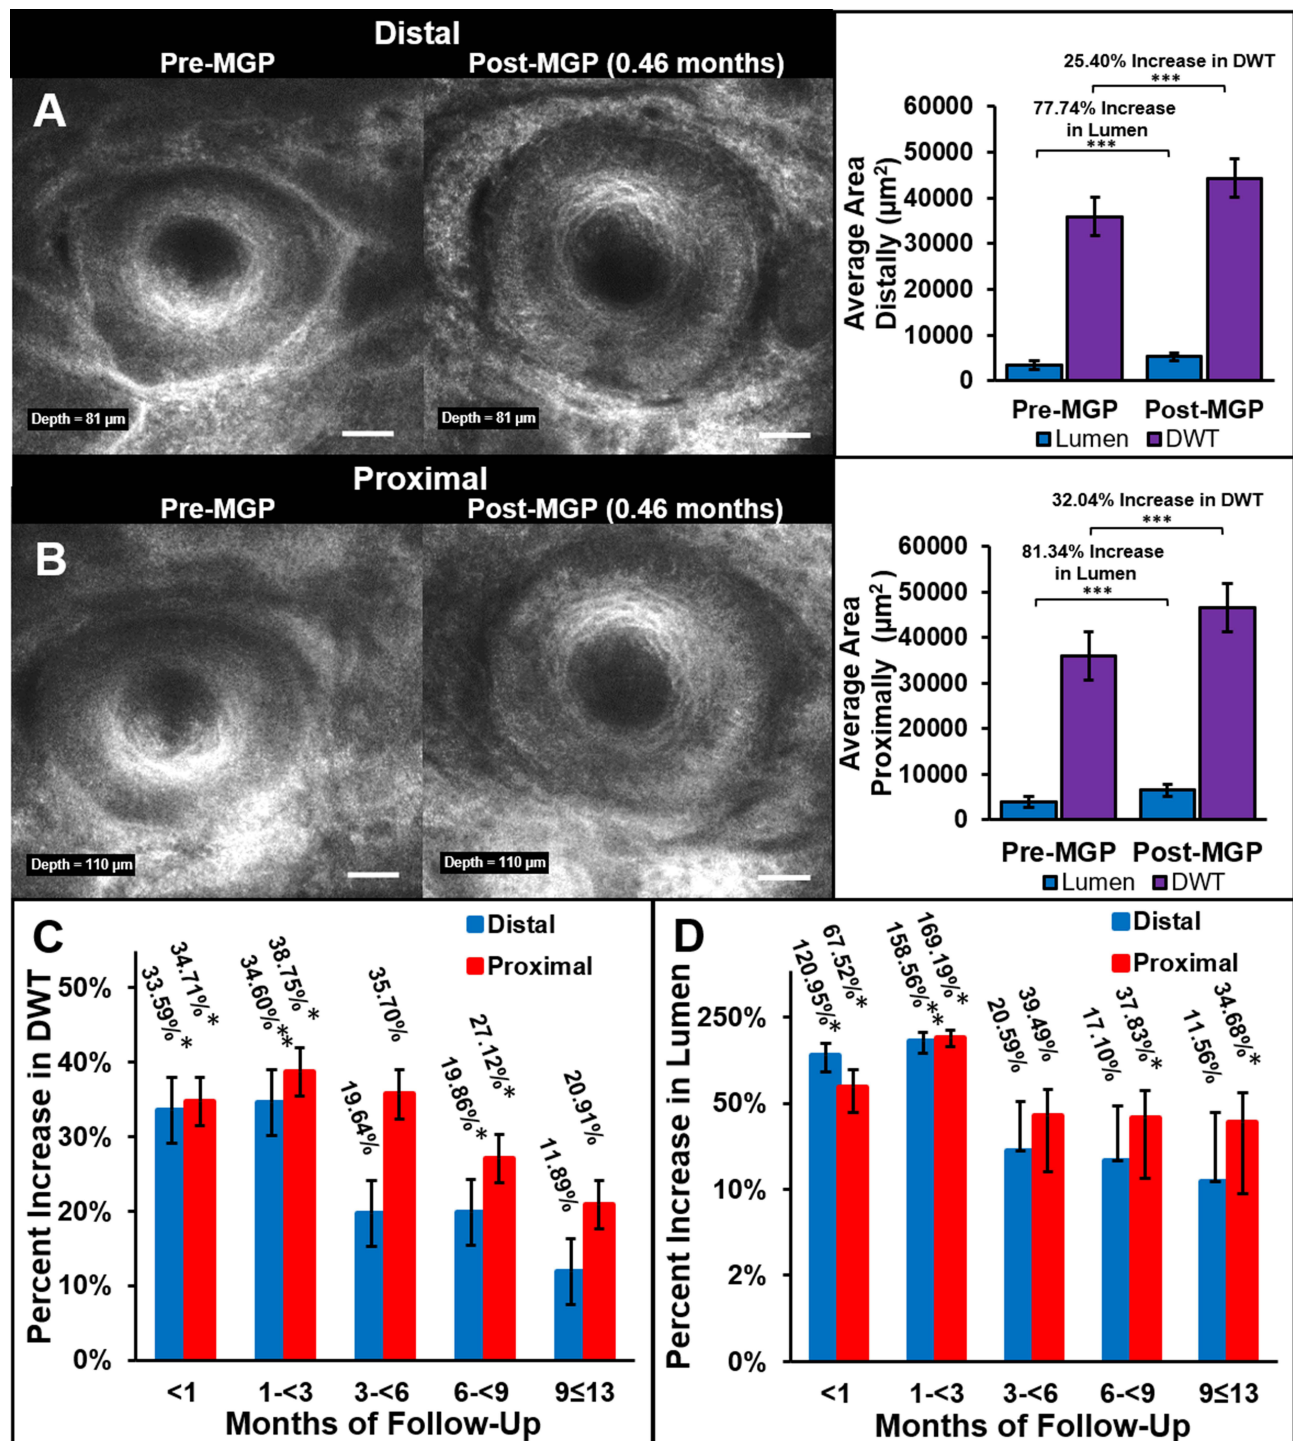 Distal
Pre-MGP
Post-MGP (0.46 months)
A
Depth = 81 µm
Depth = 81 µm
25.40% Increase in DWT
***
77.74% Increase
in Lumen
***
Average Area
Distally (µm²)
60000
50000
40000
30000
20000
10000
0
Pre-MGP
Post-MGP
Lumen
DWT
Proximal
Pre-MGP
Post-MGP (0.46 months)
B
Depth = 110 µm
Depth = 110 µm
32.04% Increase in DWT
***
81.34% Increase
in Lumen
***
Average Area
Proximally (µm²)
60000
50000
40000
30000
20000
10000
0
Pre-MGP
Post-MGP
Lumen
DWT
C
Distal
Proximal
Percent Increase in DWT
50%
40%
30%
20%
10%
0%
33.59%*
34.71%*
34.60%**
38.75%*
19.64%
35.70%
19.86%*
27.12%*
11.89%
20.91%
<1
1-<3
3-<6
6-<9
9≤13
Months of Follow-Up
D
Distal
Proximal
Percent Increase in Lumen
250%
50%
10%
2%
0%
120.95%*
67.52%*
158.56%**
169.19%*
20.59%
39.49%
17.10%
37.83%*
11.56%
34.68%*
<1
1-<3
3-<6
6-<9
9≤13
Months of Follow-Up